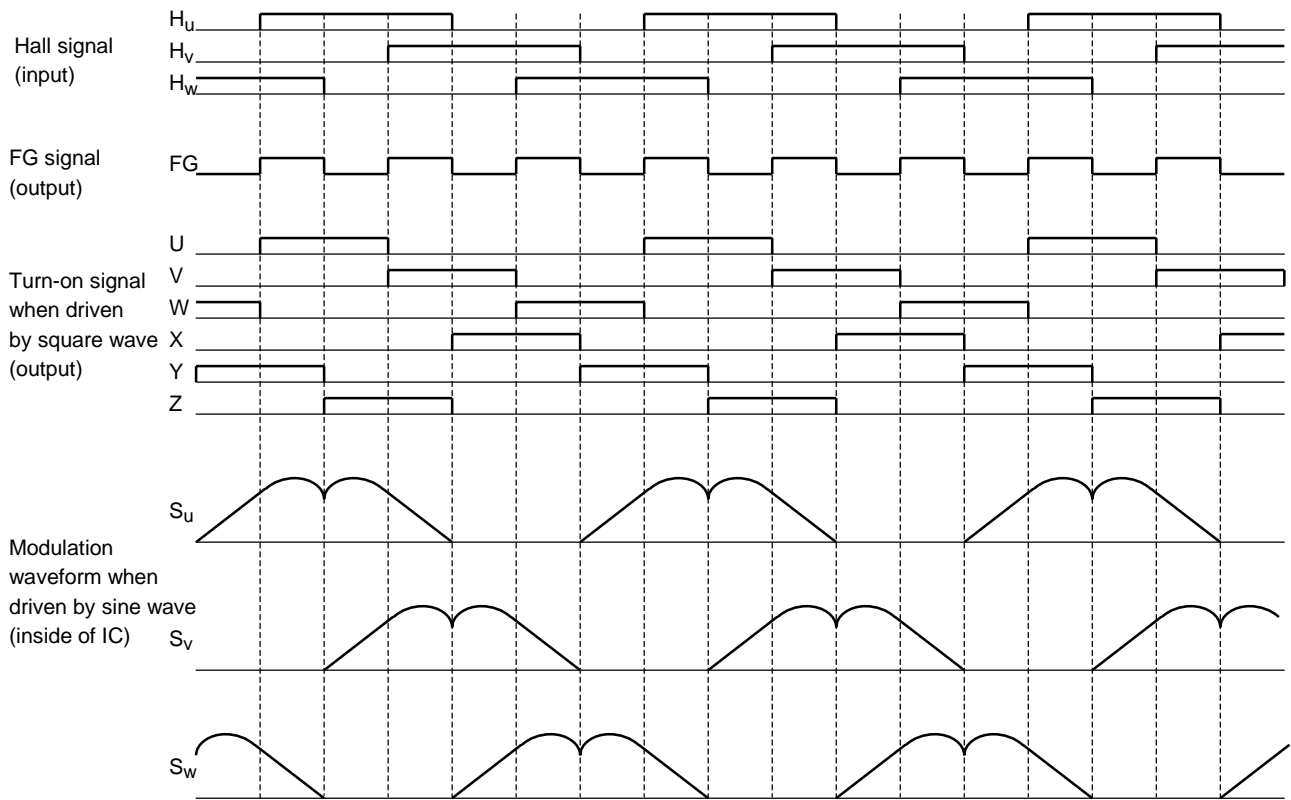 Hall signal
(input)
Hu
Hv
Hw
FG signal
(output)
FG
Turn-on signal
when driven
by square wave
(output)
U
V
W
X
Y
Z
Modulation
waveform when
driven by sine wave
(inside of IC)
Su
Sv
Sw